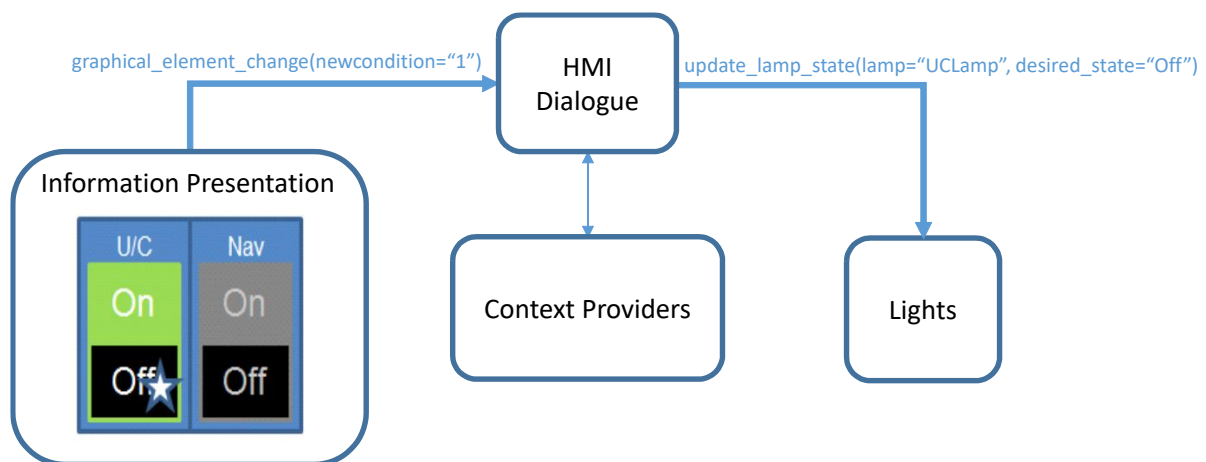 graphical_element_change(newcondition=“1”)
HMI
Dialogue
update_lamp_state(lamp=“UCLamp”, desired_state=“Off”)
Information Presentation
U/C Nav
On On
Off Off
Context Providers
Lights